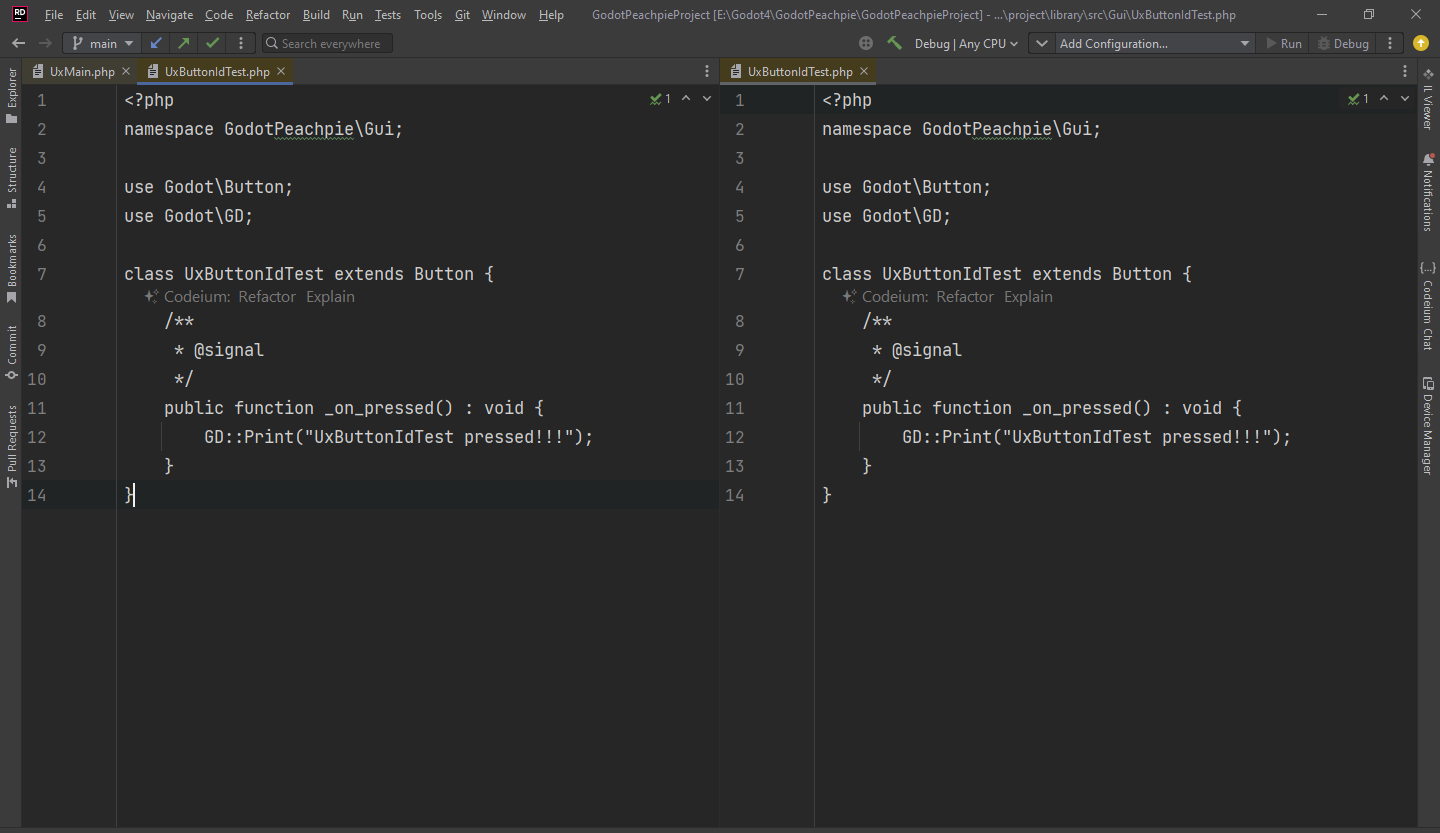 RD File Edit View Navigate Code Refactor Build Run Tests Tools Git Window Help GodotPeachpieProject [E:\Godot4\GodotPeachpie\GodotPeachpieProject] - ...\project\library\src\Gui\UxButtonIdTest.php
main Search everywhere Debug | Any CPU Add Configuration... Run Debug
Explorer
Structure
Bookmarks
Commit
Pull Requests
UxMain.php UxButtonIdTest.php
1
1 <?php
2 namespace GodotPeachpie\Gui;
3
4 use Godot\Button;
5 use Godot\GD;
6
7 class UxButtonIdTest extends Button {
Codeium: Refactor Explain
8 /**
9 * @signal
10 */
11 public function _on_pressed() : void {
12 GD::Print("UxButtonIdTest pressed!!!");
13 }
14 }
UxButtonIdTest.php
1
1 <?php
2 namespace GodotPeachpie\Gui;
3
4 use Godot\Button;
5 use Godot\GD;
6
7 class UxButtonIdTest extends Button {
Codeium: Refactor Explain
8 /**
9 * @signal
10 */
11 public function _on_pressed() : void {
12 GD::Print("UxButtonIdTest pressed!!!");
13 }
14 }
IL Viewer
Notifications
{...}
Codeium Chat
Device Manager